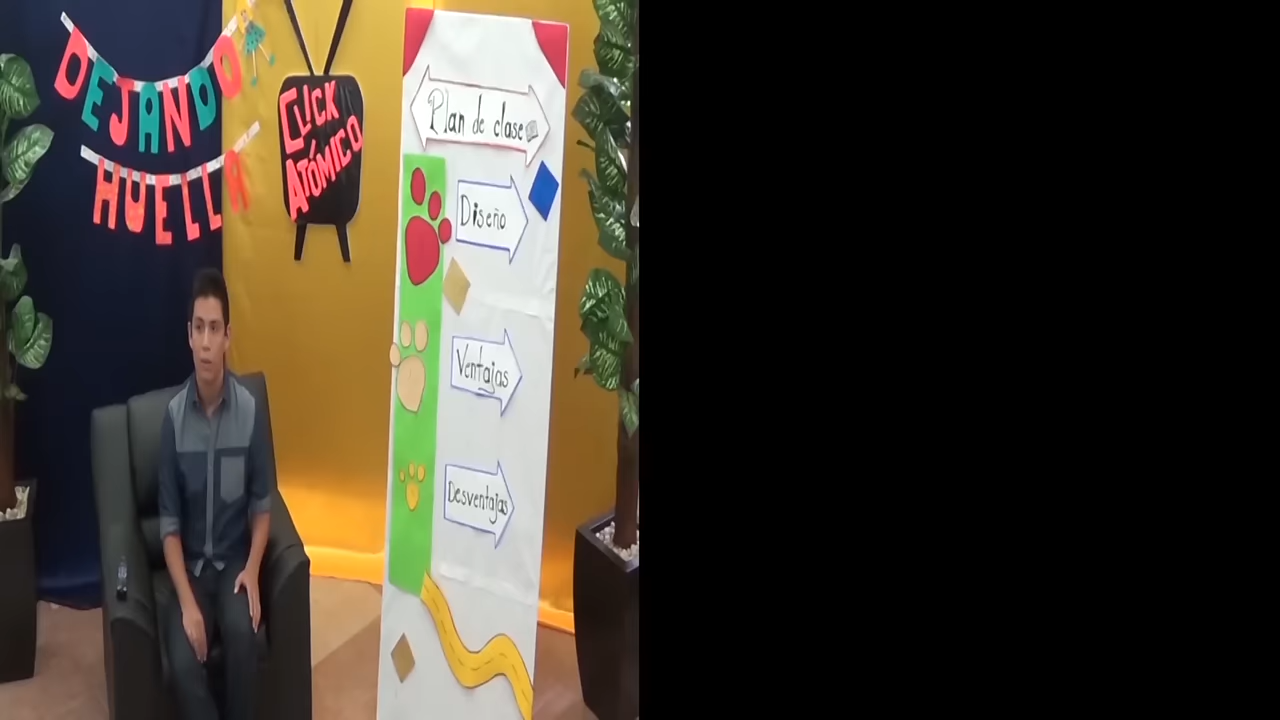 DEJANDO
HUELLA
CLICK
ATÓMICO
Plan de clase
Diseño
Ventajas
Desventajas